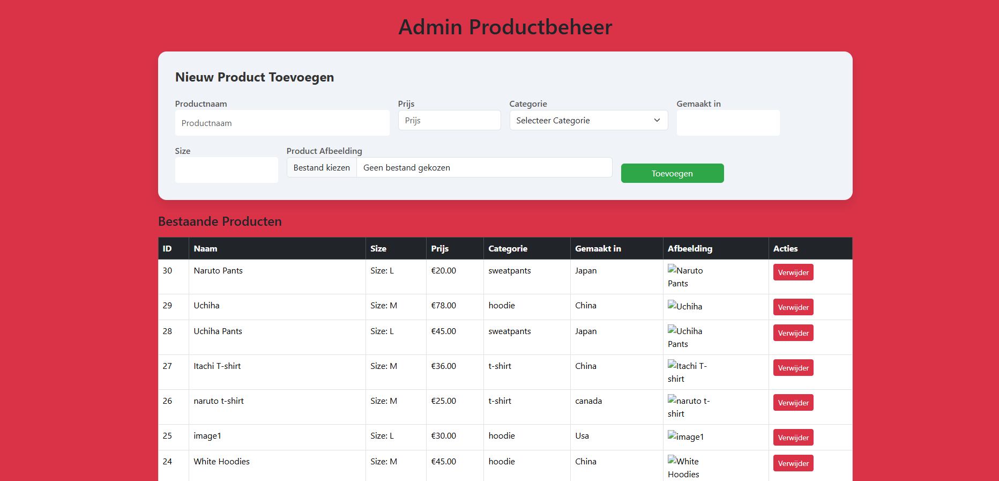 Admin Productbeheer
Nieuw Product Toevoegen
Productnaam Prijs Categorie Gemaakt in
Productnaam Prijs Selecteer Categorie
Size Product Afbeelding
Bestand kiezen Geen bestand gekozen Toevoegen
Bestaande Producten
ID Naam Size Prijs Categorie Gemaakt in Afbeelding Acties
30 Naruto Pants Size: L €20.00 sweatpants Japan Naruto Verwijder
Pants
29 Uchiha Size: M €78.00 hoodie China Uchiha Verwijder
28 Uchiha Pants Size: L €45.00 sweatpants Japan Uchiha Verwijder
Pants
27 Itachi T-shirt Size: M €36.00 t-shirt China Itachi T- Verwijder
shirt
26 naruto t-shirt Size: M €25.00 t-shirt canada naruto t- Verwijder
shirt
25 image1 Size: L €30.00 hoodie Usa image1 Verwijder
24 White Hoodies Size: M €45.00 hoodie China White Verwijder
Hoodies